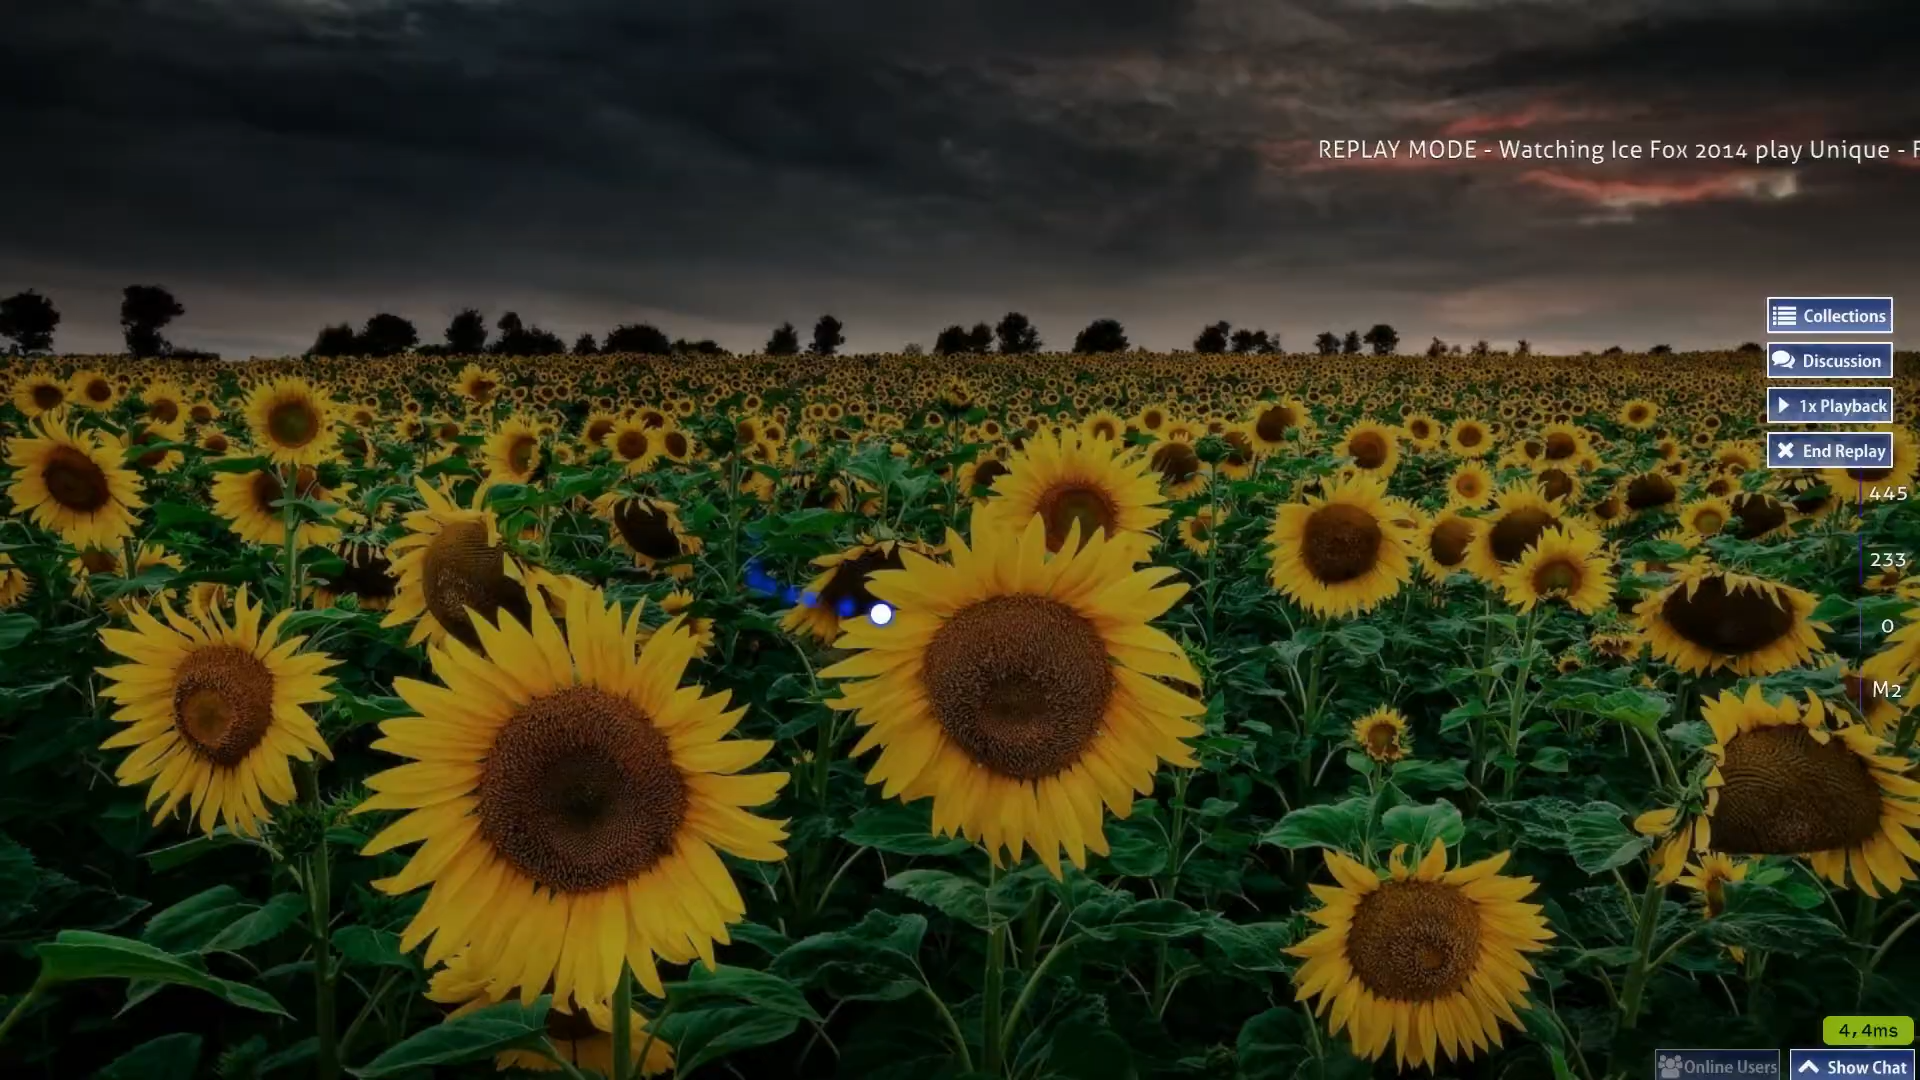 REPLAY MODE - Watching Ice Fox 2014 play Unique -
Collections
Discussion
1x Playback
End Replay
445
233
0
M2
4,4ms
Online Users
Show Chat